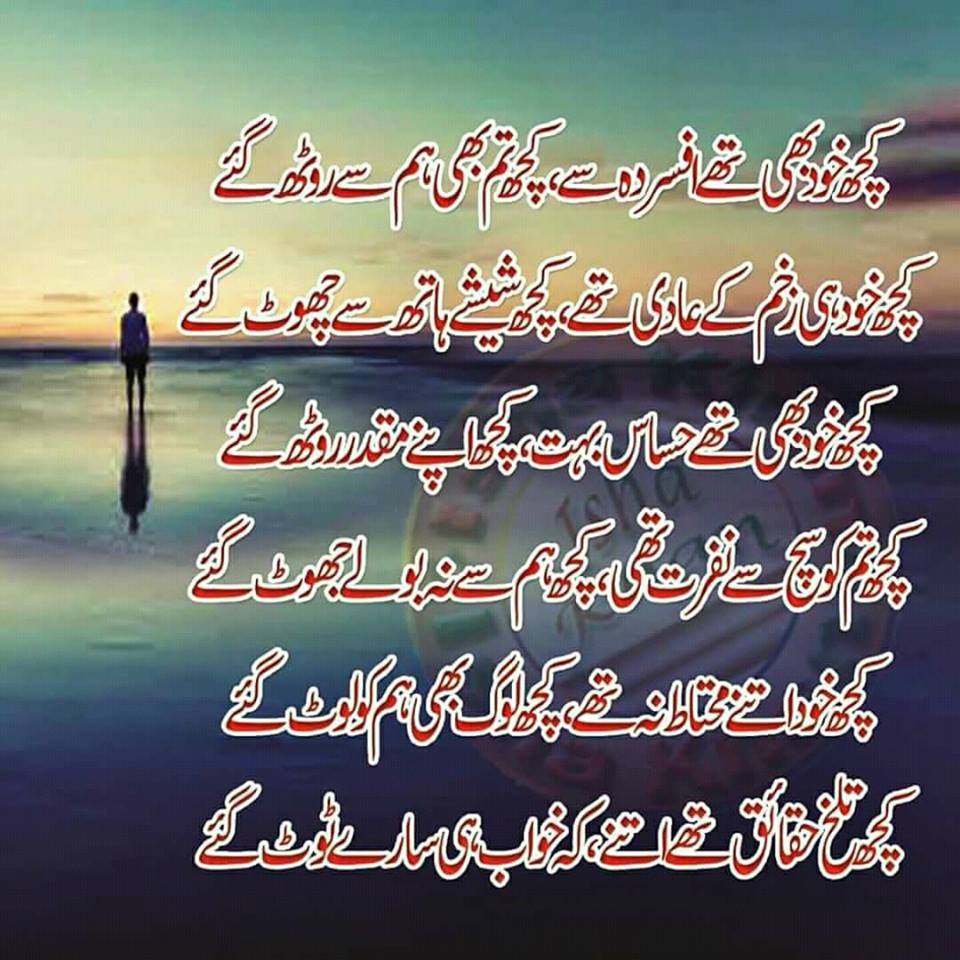 کچھ خود بھی تھے افسردہ سے، کچھ تم بھی ہم سے روٹھ گئے
کچھ خود ہی زخم کے عادی تھے، کچھ شیشے ہاتھ سے چھوٹ گئے
کچھ خود بھی تھے حساس بہت، کچھ اپنے مقدر روٹھ گئے
کچھ تم کو سچ سے نفرت تھی، کچھ ہم سے نہ بولے جھوٹ گئے
کچھ خود اتنے محتاط نہ تھے، کچھ لوگ بھی ہم کو لوٹ گئے
کچھ تلخ حقائق تھے اتنے، کہ خواب ہی سارے ٹوٹ گئے
Isha